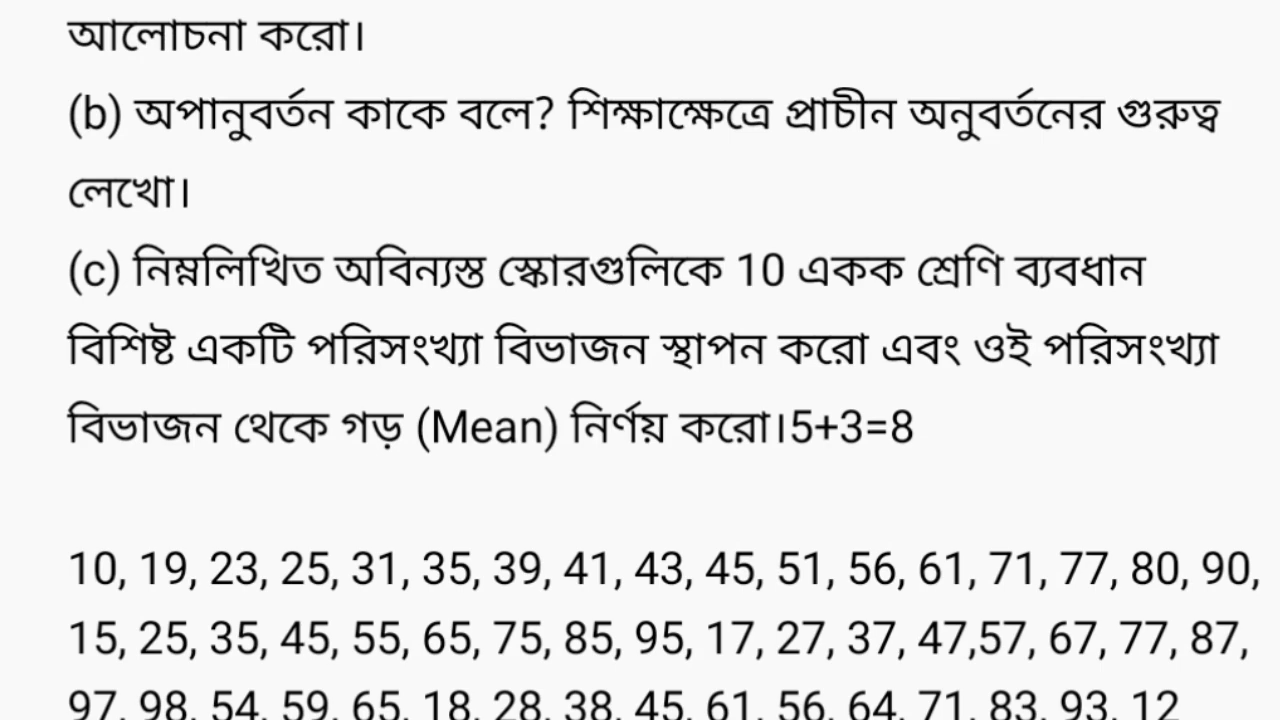 আলোচনা করো।
(b) অপানুবর্তন কাকে বলে? শিক্ষাক্ষেত্রে প্রাচীন অনুবর্তনের গুরুত্ব
লেখো।
(c) নিম্নলিখিত অবিন্যস্ত স্কোরগুলিকে 10 একক শ্রেণি ব্যবধান
বিশিষ্ট একটি পরিসংখ্যা বিভাজন স্থাপন করো এবং ওই পরিসংখ্যা
বিভাজন থেকে গড় (Mean) নির্ণয় করো।5+3=8
10, 19, 23, 25, 31, 35, 39, 41, 43, 45, 51, 56, 61, 71, 77, 80, 90,
15, 25, 35, 45, 55, 65, 75, 85, 95, 17, 27, 37, 47,57, 67, 77, 87,
97, 98, 54, 59, 65, 18, 28, 38, 45, 61, 56, 64, 71, 83, 93, 12